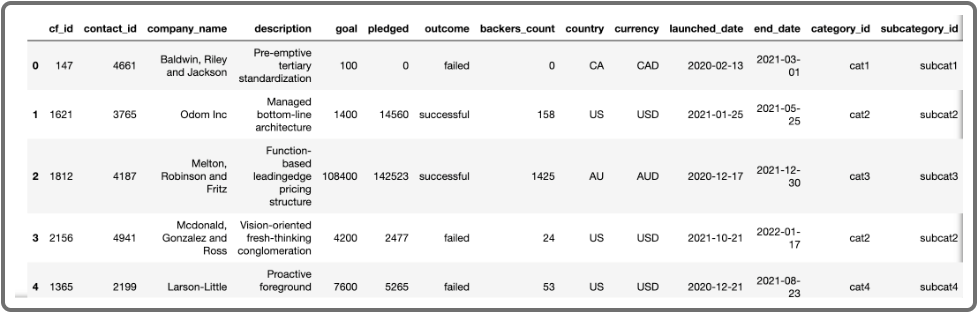 cf_id contact_id company_name description goal pledged outcome backers_count country currency launched_date end_date category_id subcategory_id
0 147 4661 Baldwin, Riley and Jackson Pre-emptive tertiary standardization 100 0 failed 0 CA CAD 2020-02-13 2021-03-01 cat1 subcat1
1 1621 3765 Odom Inc Managed bottom-line architecture 1400 14560 successful 158 US USD 2021-01-25 2021-05-25 cat2 subcat2
2 1812 4187 Melton, Robinson and Fritz Function-based leadingedge pricing structure 108400 142523 successful 1425 AU AUD 2020-12-17 2021-12-30 cat3 subcat3
3 2156 4941 Mcdonald, Gonzalez and Ross Vision-oriented fresh-thinking conglomeration 4200 2477 failed 24 US USD 2021-10-21 2022-01-17 cat2 subcat2
4 1365 2199 Larson-Little Proactive foreground 7600 5265 failed 53 US USD 2020-12-21 2021-08-23 cat4 subcat4